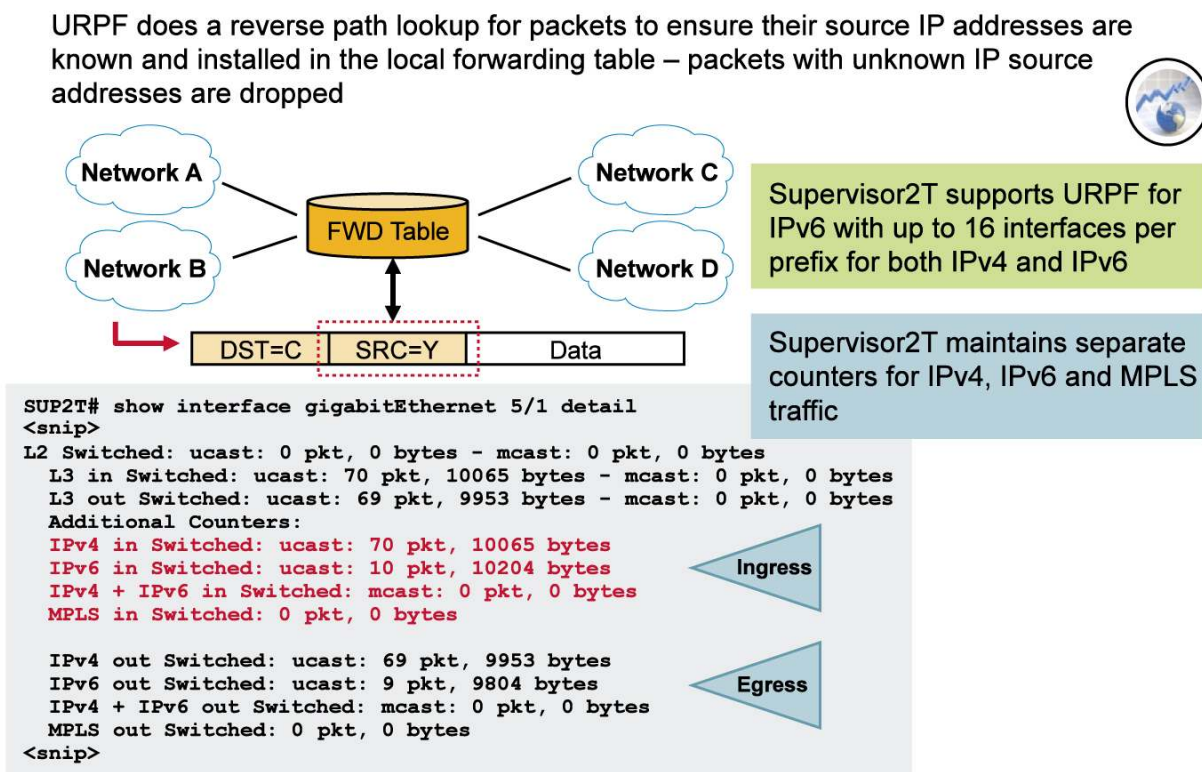 URPF does a reverse path lookup for packets to ensure their source IP addresses are
known and installed in the local forwarding table – packets with unknown IP source
addresses are dropped
Network A
Network B
FWD Table
Network C
Network D
DST=C
SRC=Y
Data
Supervisor2T supports URPF for
IPv6 with up to 16 interfaces per
prefix for both IPv4 and IPv6
Supervisor2T maintains separate
counters for IPv4, IPv6 and MPLS
traffic
SUP2T# show interface gigabitEthernet 5/1 detail
<snip>
L2 Switched: ucast: 0 pkt, 0 bytes - mcast: 0 pkt, 0 bytes
L3 in Switched: ucast: 70 pkt, 10065 bytes - mcast: 0 pkt, 0 bytes
L3 out Switched: ucast: 69 pkt, 9953 bytes - mcast: 0 pkt, 0 bytes
Additional Counters:
IPv4 in Switched: ucast: 70 pkt, 10065 bytes
IPv6 in Switched: ucast: 10 pkt, 10204 bytes
IPv4 + IPv6 in Switched: mcast: 0 pkt, 0 bytes
MPLS in Switched: 0 pkt, 0 bytes
Ingress
IPv4 out Switched: ucast: 69 pkt, 9953 bytes
IPv6 out Switched: ucast: 9 pkt, 9804 bytes
IPv4 + IPv6 out Switched: mcast: 0 pkt, 0 bytes
MPLS out Switched: 0 pkt, 0 bytes
<snip>
Egress